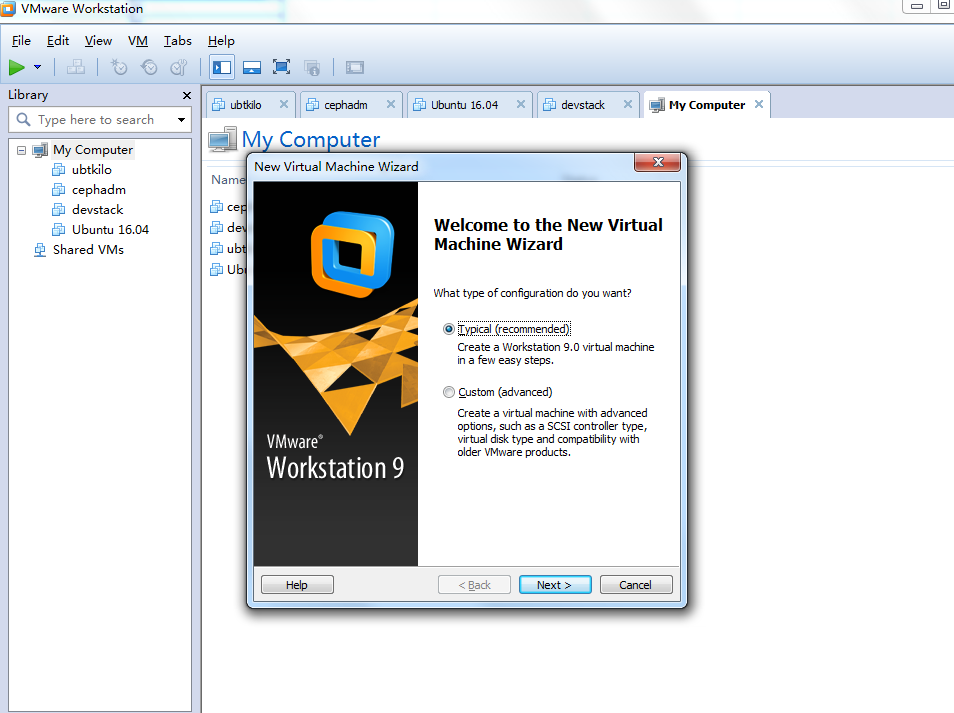 VMware Workstation
File Edit View VM Tabs Help
Library
Type here to search
My Computer
ubtkilo
cephadm
devstack
Ubuntu 16.04
Shared VMs
ubtkilo cephadm Ubuntu 16.04 devstack My Computer
My Computer
Name
cep
dev
ubt
Ubu
New Virtual Machine Wizard
VMware®
Workstation 9
Welcome to the New Virtual
Machine Wizard
What type of configuration do you want?
Typical (recommended)
Create a Workstation 9.0 virtual machine
in a few easy steps.
Custom (advanced)
Create a virtual machine with advanced
options, such as a SCSI controller type,
virtual disk type and compatibility with
older VMware products.
Help < Back Next > Cancel